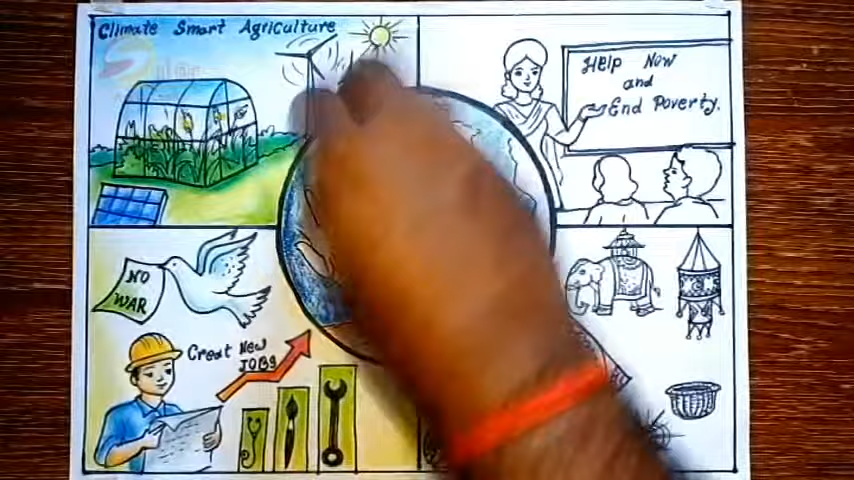 Climate Smart Agriculture
Help Now
and
End Poverty.
NO
WAR
Creat New
JOBS